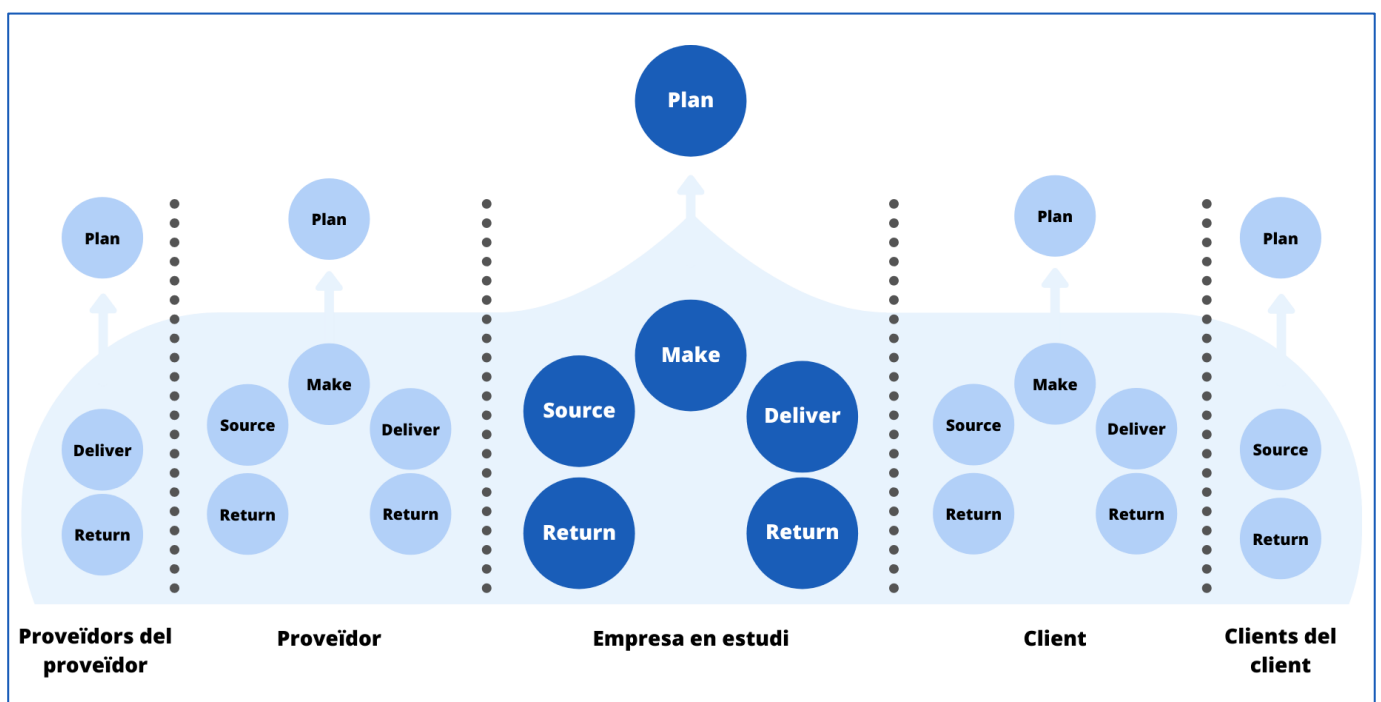 Plan
Plan
Plan
Plan
Plan
Make
Make
Make
Source
Source
Source
Deliver
Deliver
Deliver
Deliver
Source
Return
Return
Return
Return
Return
Return
Return
Return
Proveïdors del
proveïdor
Proveïdor
Empresa en estudi
Client
Clients del
client